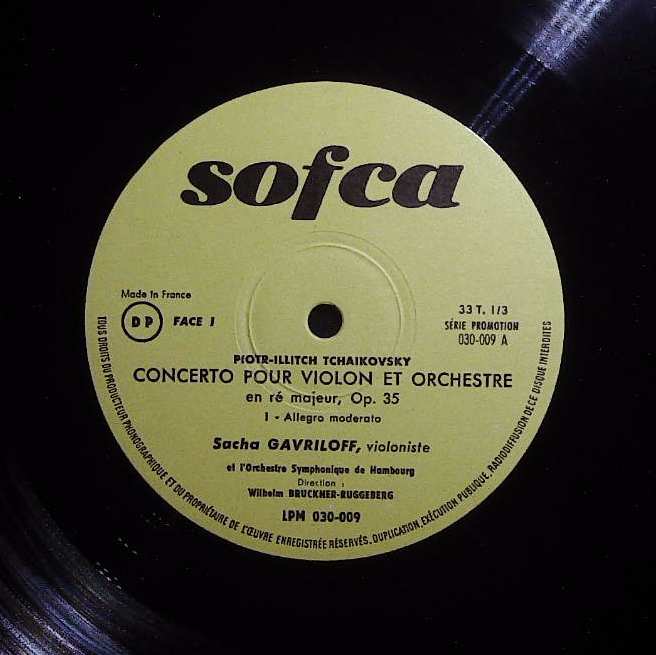 sofca
Made In France
DP FACE 1
33 T. 1/3
SÉRIE PROMOTION
030-009 A
PIOTR-ILLITCH TCHAIKOVSKY
CONCERTO POUR VIOLON ET ORCHESTRE
en ré majeur, Op. 35
1 - Allegro moderato
Sacha GAVRILOFF, violoniste
et l'Orchestre Symphonique de Hambourg
Direction :
Wilhelm BRUCKNER-RUGGEBERG
LPM 030-009
TOUS DROITS DU PRODUCTEUR PHONOGRAPHIQUE ET DU PROPRIÉTAIRE DE L'ŒUVRE ENREGISTRÉE RÉSERVÉS. DUPLICATION, EXÉCUTION PUBLIQUE, RADIODIFFUSION DE CE DISQUE INTERDITES